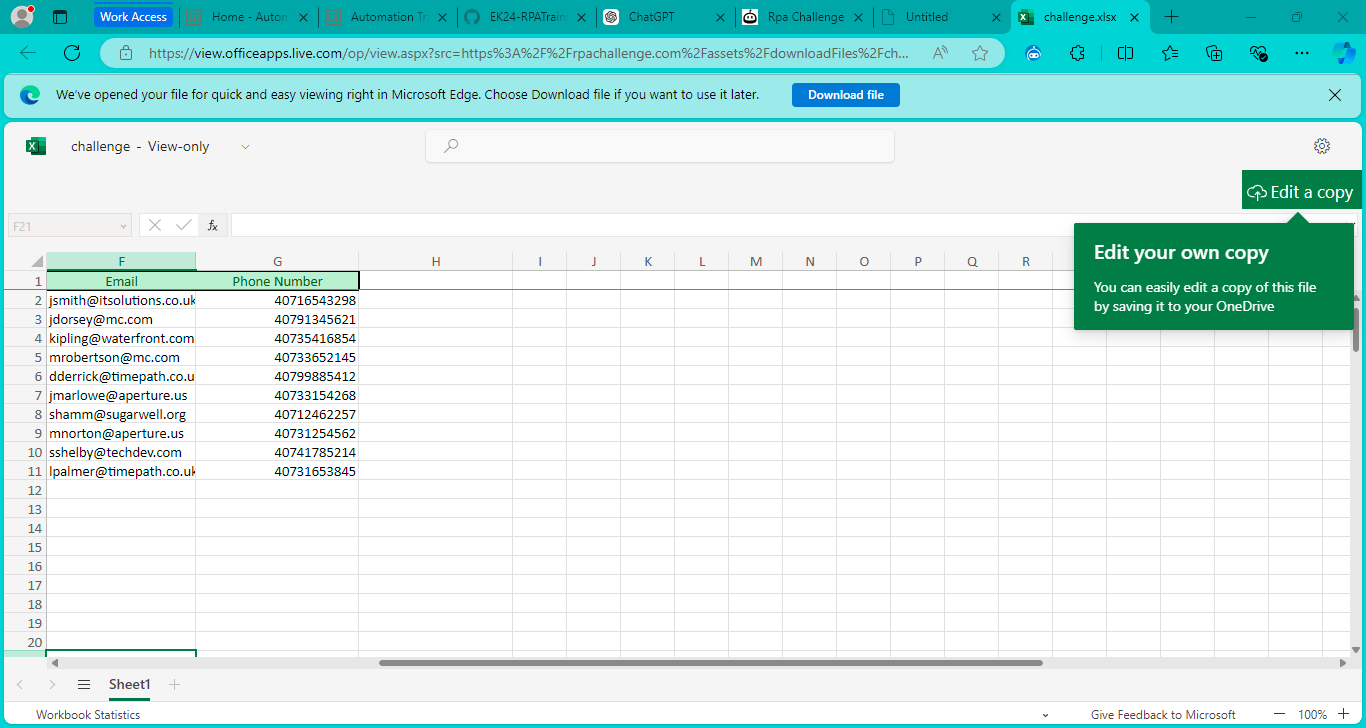 Work Access
Home - Auton
Automation Tr
EK24-RPATrain
ChatGPT
Rpa Challenge
Untitled
challenge.xlsx
https://view.officeapps.live.com/op/view.aspx?src=https%3A%2F%2Frpachallenge.com%2Fassets%2FdownloadFiles%2Fch...
We've opened your file for quick and easy viewing right in Microsoft Edge. Choose Download file if you want to use it later.
Download file
challenge - View-only
Edit a copy
F21
fx
Edit your own copy
You can easily edit a copy of this file
by saving it to your OneDrive
F G H I J K L M N O P Q R
1 Email Phone Number
2 jsmith@itsolutions.co.uk 40716543298
3 jdorsey@mc.com 40791345621
4 kipling@waterfront.com 40735416854
5 mrobertson@mc.com 40733652145
6 dderrick@timepath.co.u 40799885412
7 jmarlowe@aperture.us 40733154268
8 shamm@sugarwell.org 40712462257
9 mnorton@aperture.us 40731254562
10 sshelby@techdev.com 40741785214
11 lpalmer@timepath.co.uk 40731653845
12
13
14
15
16
17
18
19
20
Sheet1
Workbook Statistics
Give Feedback to Microsoft
100%